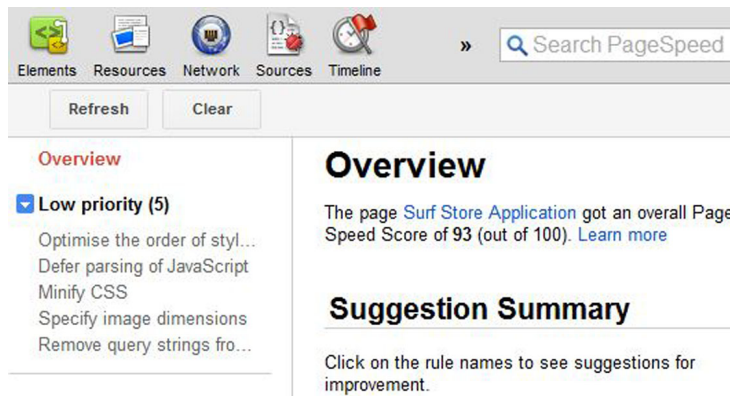 Elements Resources Network Sources Timeline » Search PageSpeed
Refresh Clear
Overview
Low priority (5)
Optimise the order of styl...
Defer parsing of JavaScript
Minify CSS
Specify image dimensions
Remove query strings fro...
Overview
The page Surf Store Application got an overall Page
Speed Score of 93 (out of 100). Learn more
Suggestion Summary
Click on the rule names to see suggestions for
improvement.